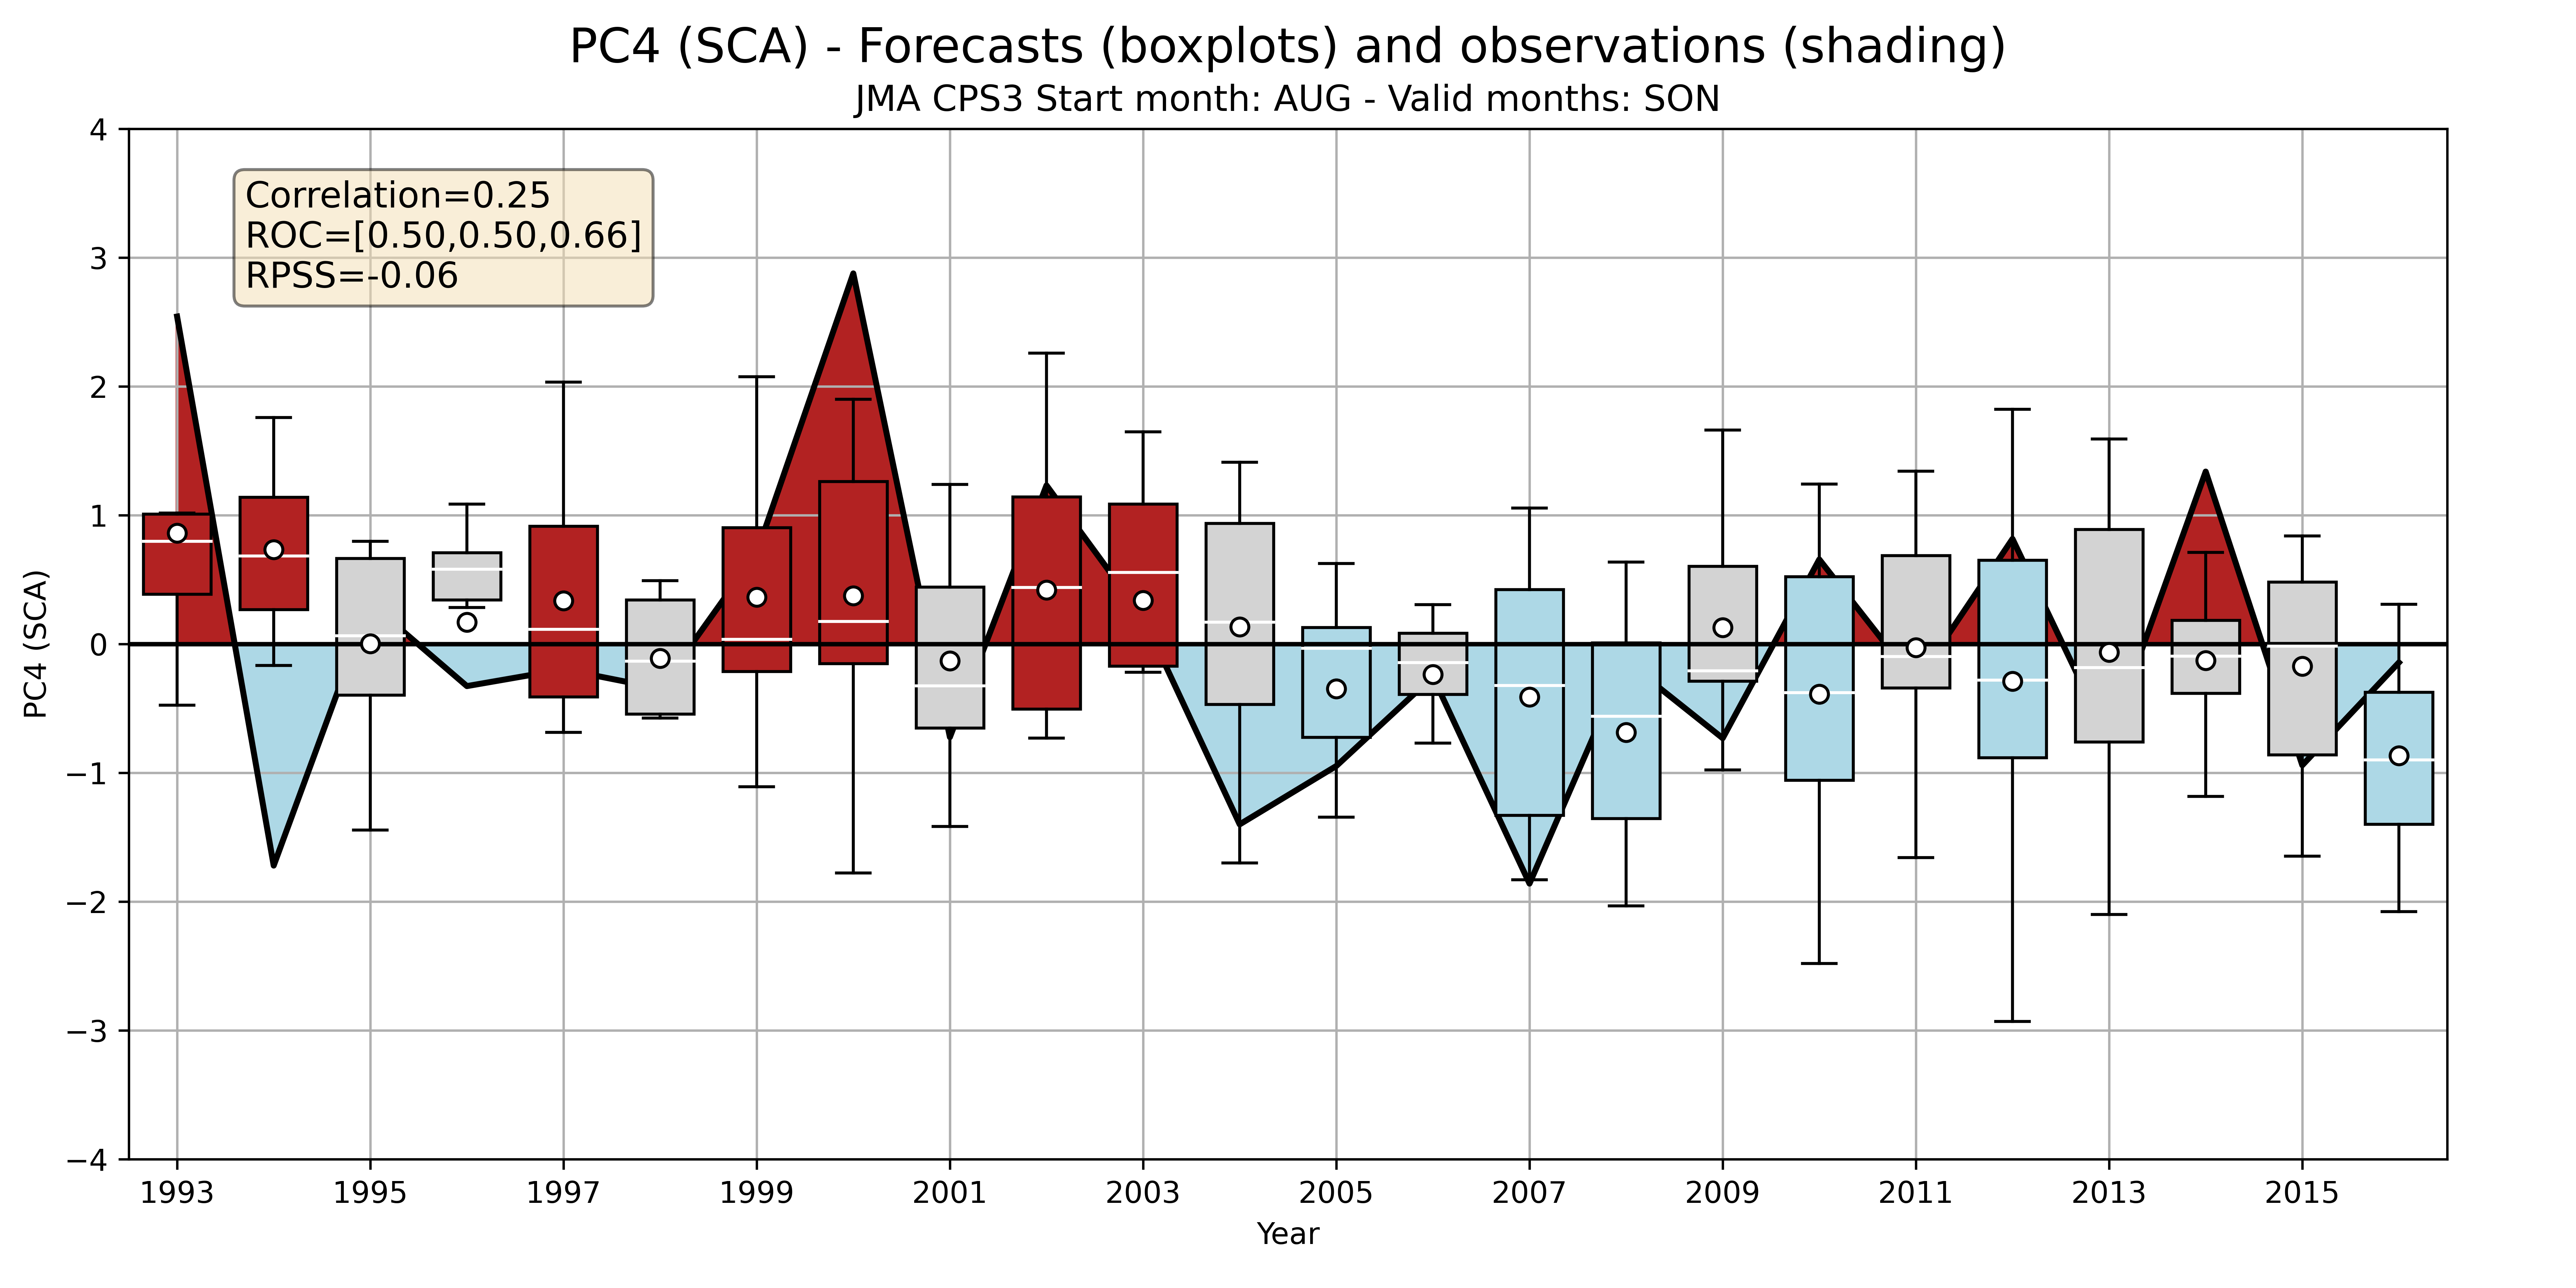 PC4 (SCA) - Forecasts (boxplots) and observations (shading)
JMA CPS3 Start month: AUG - Valid months: SON
Correlation=0.25
ROC=[0.50,0.50,0.66]
RPSS=-0.06
PC4 (SCA)
4
3
2
1
0
−1
−2
−3
−4
1993 1995 1997 1999 2001 2003 2005 2007 2009 2011 2013 2015
Year